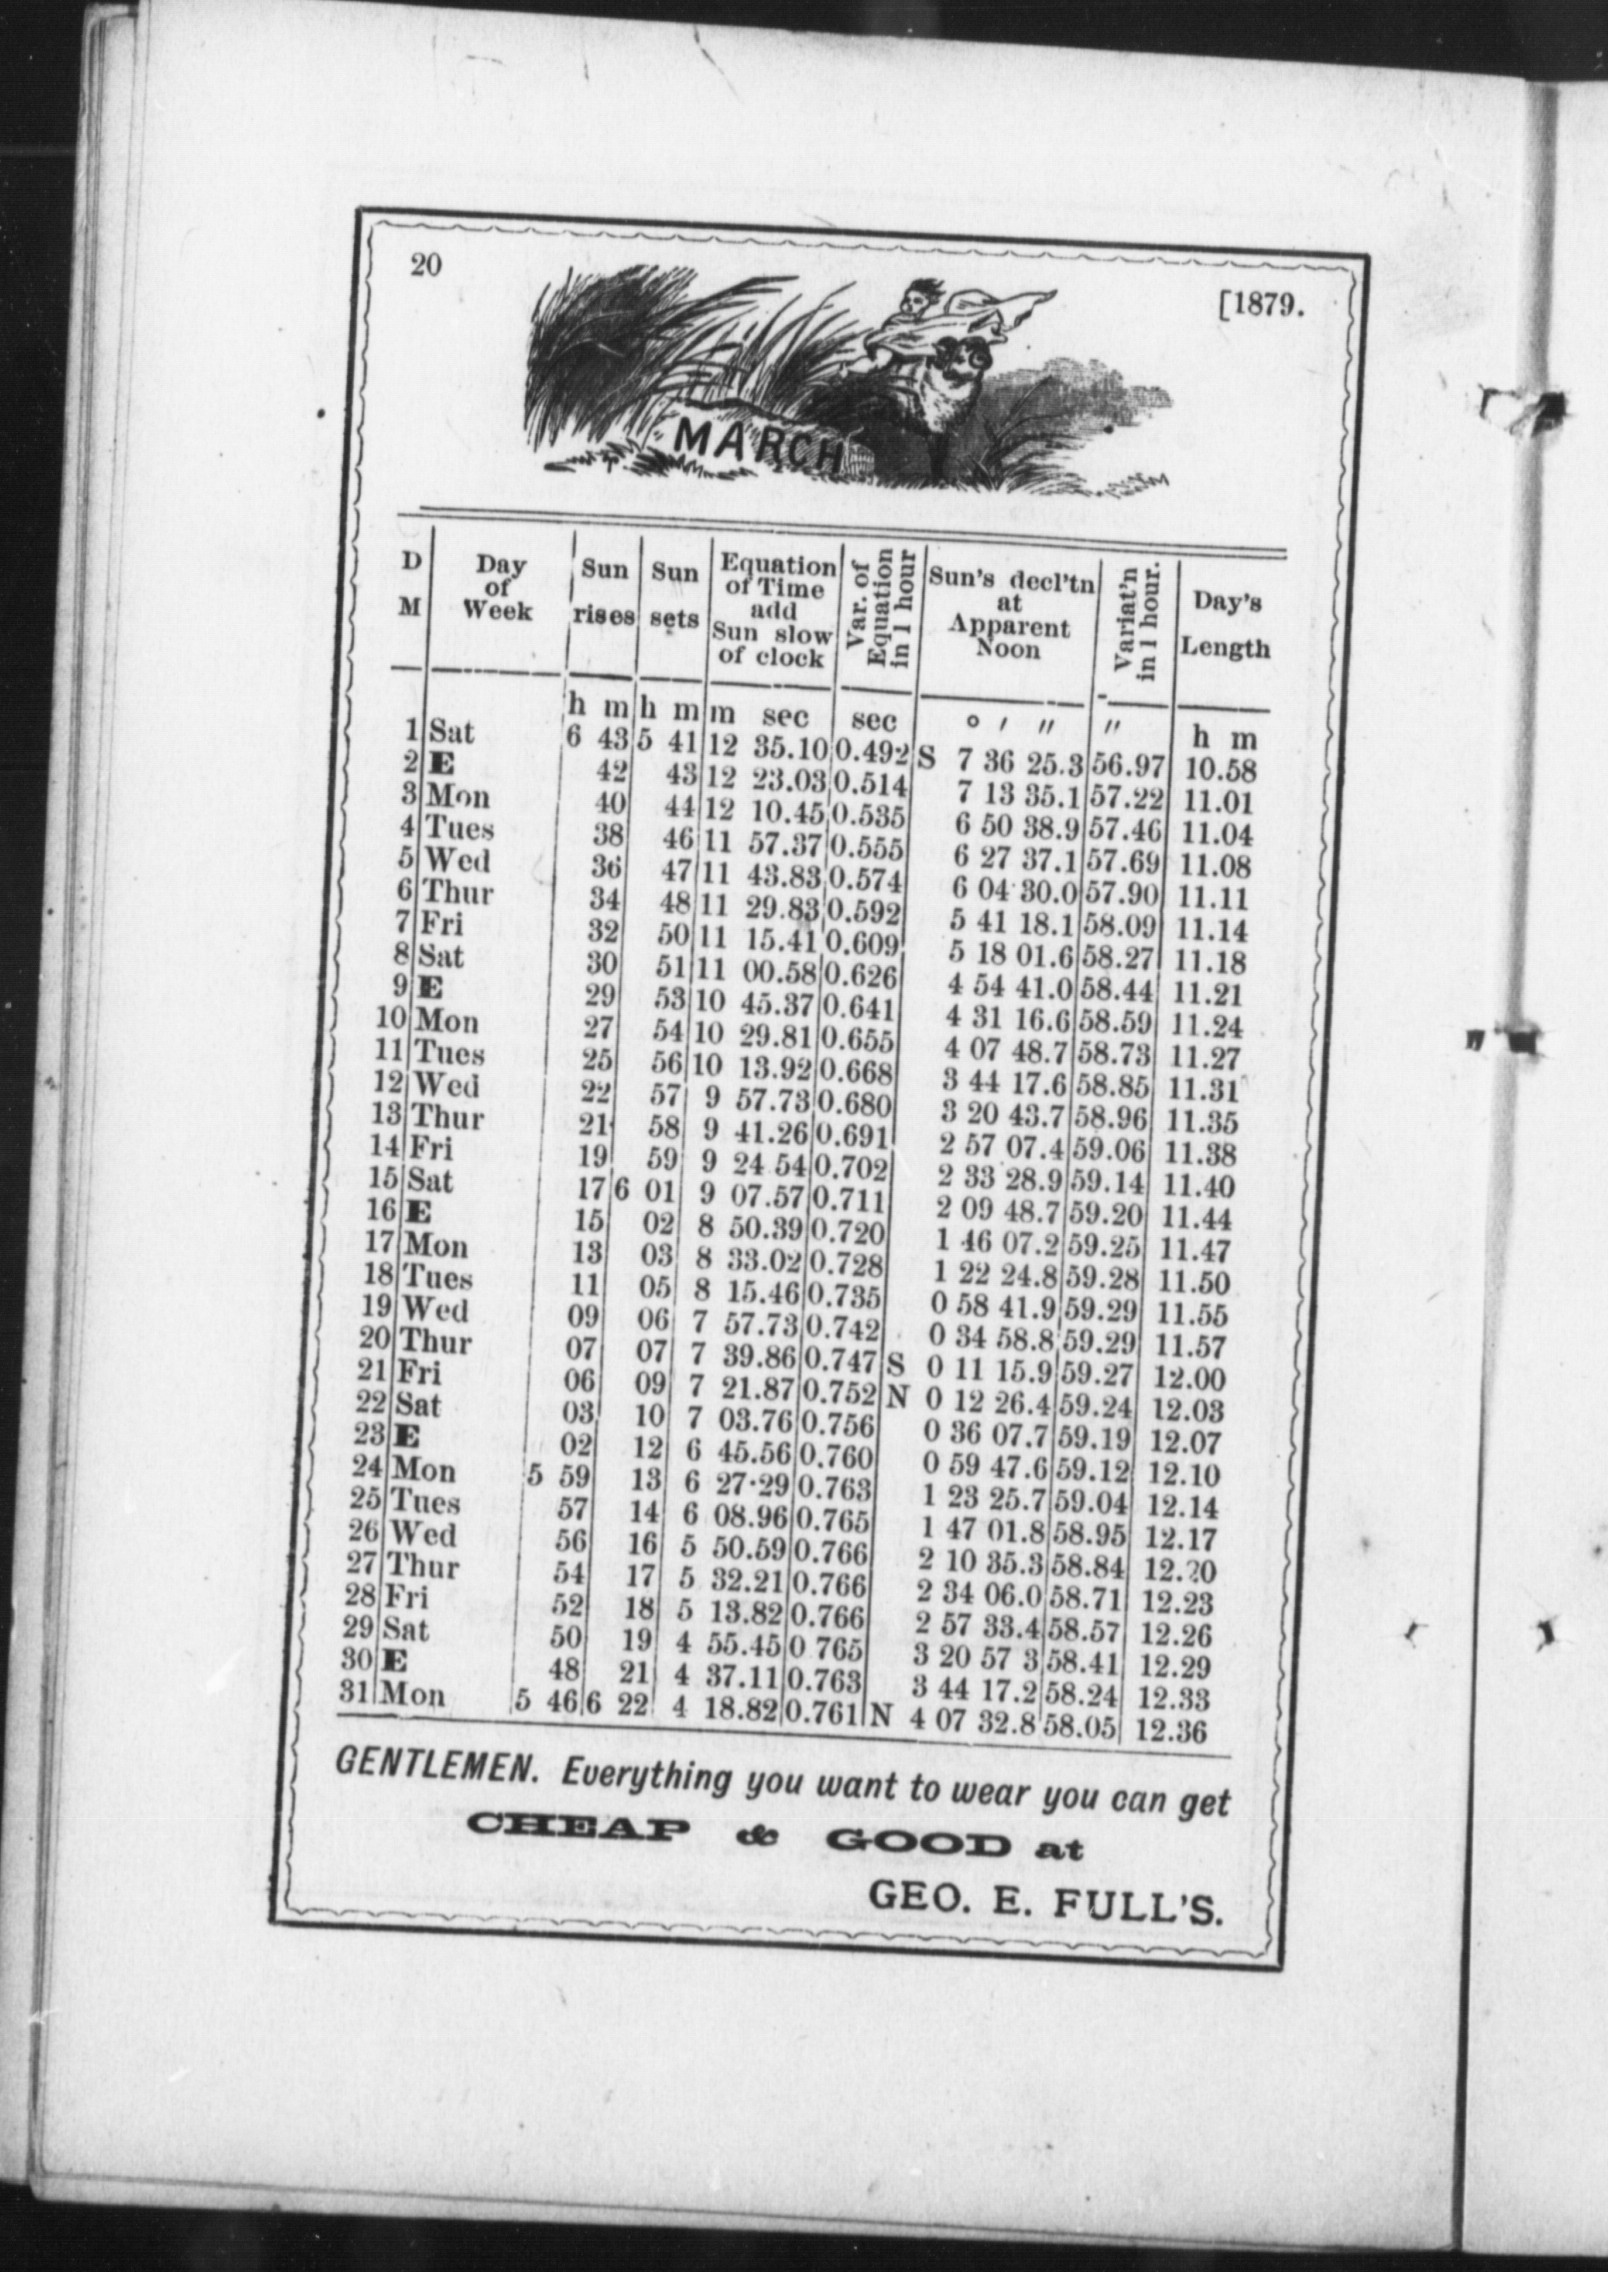 20
[1879.
MARCH
D M | Day of Week | Sun rises | Sun sets | Equation of Time add Sun slow of clock | Var. of Equation in 1 hour | Sun's decl'tn at Apparent Noon | Variat'n in 1 hour. | Day's Length
h m | h m | m sec | sec | ° ′ ″ | ″ | h m
1 Sat 6 43 5 41 12 35.10 0.492 S 7 36 25.3 56.97 10.58
2 E 42 43 12 23.03 0.514 7 13 35.1 57.22 11.01
3 Mon 40 44 12 10.45 0.535 6 50 38.9 57.46 11.04
4 Tues 38 46 11 57.37 0.555 6 27 37.1 57.69 11.08
5 Wed 36 47 11 43.83 0.574 6 04 30.0 57.90 11.11
6 Thur 34 48 11 29.83 0.592 5 41 18.1 58.09 11.14
7 Fri 32 50 11 15.41 0.609 5 18 01.6 58.27 11.18
8 Sat 30 51 11 00.58 0.626 4 54 41.0 58.44 11.21
9 E 29 53 10 45.37 0.641 4 31 16.6 58.59 11.24
10 Mon 27 54 10 29.81 0.655 4 07 48.7 58.73 11.27
11 Tues 25 56 10 13.92 0.668 3 44 17.6 58.85 11.31
12 Wed 22 57 9 57.73 0.680 3 20 43.7 58.96 11.35
13 Thur 21 58 9 41.26 0.691 2 57 07.4 59.06 11.38
14 Fri 19 59 9 24 54 0.702 2 33 28.9 59.14 11.40
15 Sat 17 6 01 9 07.57 0.711 2 09 48.7 59.20 11.44
16 E 15 02 8 50.39 0.720 1 46 07.2 59.25 11.47
17 Mon 13 03 8 33.02 0.728 1 22 24.8 59.28 11.50
18 Tues 11 05 8 15.46 0.735 0 58 41.9 59.29 11.55
19 Wed 09 06 7 57.73 0.742 0 34 58.8 59.29 11.57
20 Thur 07 07 7 39.86 0.747 S 0 11 15.9 59.27 12.00
21 Fri 06 09 7 21.87 0.752 N 0 12 26.4 59.24 12.03
22 Sat 03 10 7 03.76 0.756 0 36 07.7 59.19 12.07
23 E 02 12 6 45.56 0.760 0 59 47.6 59.12 12.10
24 Mon 5 59 13 6 27·29 0.763 1 23 25.7 59.04 12.14
25 Tues 57 14 6 08.96 0.765 1 47 01.8 58.95 12.17
26 Wed 56 16 5 50.59 0.766 2 10 35.3 58.84 12.20
27 Thur 54 17 5 32.21 0.766 2 34 06.0 58.71 12.23
28 Fri 52 18 5 13.82 0.766 2 57 33.4 58.57 12.26
29 Sat 50 19 4 55.45 0 765 3 20 57 3 58.41 12.29
30 E 48 21 4 37.11 0.763 3 44 17.2 58.24 12.33
31 Mon 5 46 6 22 4 18.82 0.761 N 4 07 32.8 58.05 12.36
GENTLEMEN. Everything you want to wear you can get
CHEAP & GOOD at
GEO. E. FULL'S.